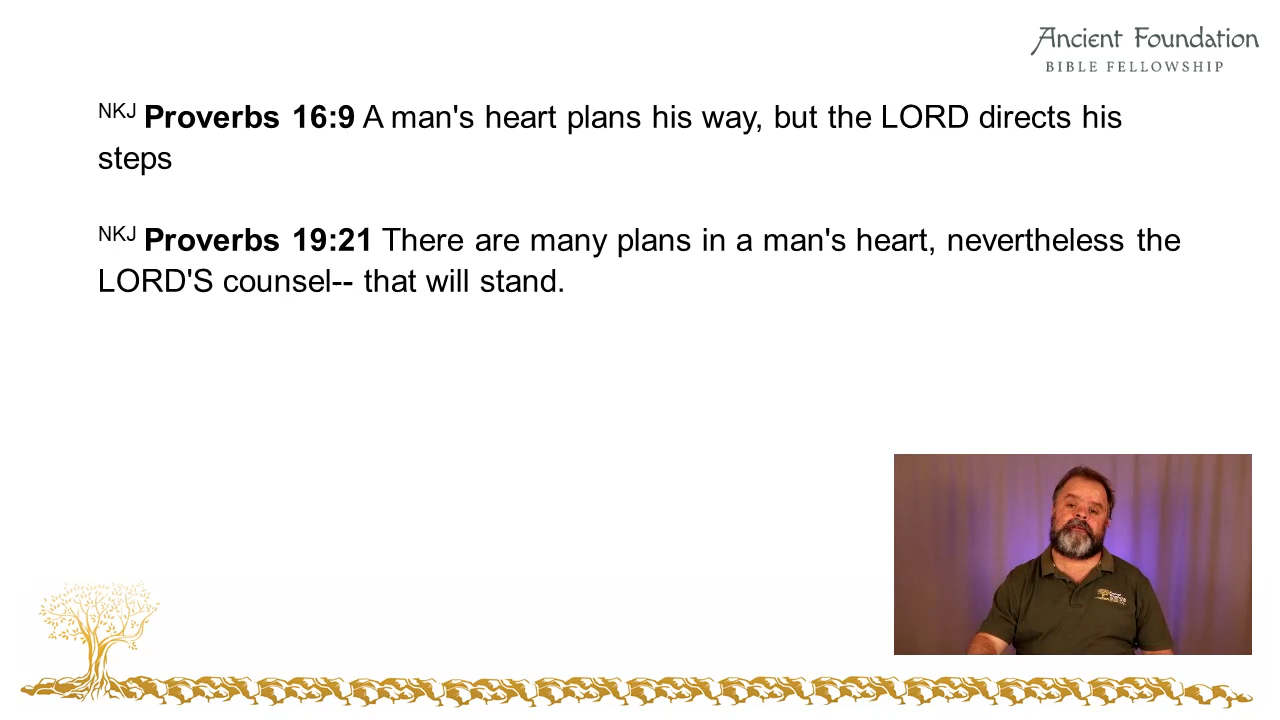 Ancient Foundation
BIBLE FELLOWSHIP
NKJ Proverbs 16:9 A man's heart plans his way, but the LORD directs his
steps
NKJ Proverbs 19:21 There are many plans in a man's heart, nevertheless the
LORD'S counsel-- that will stand.